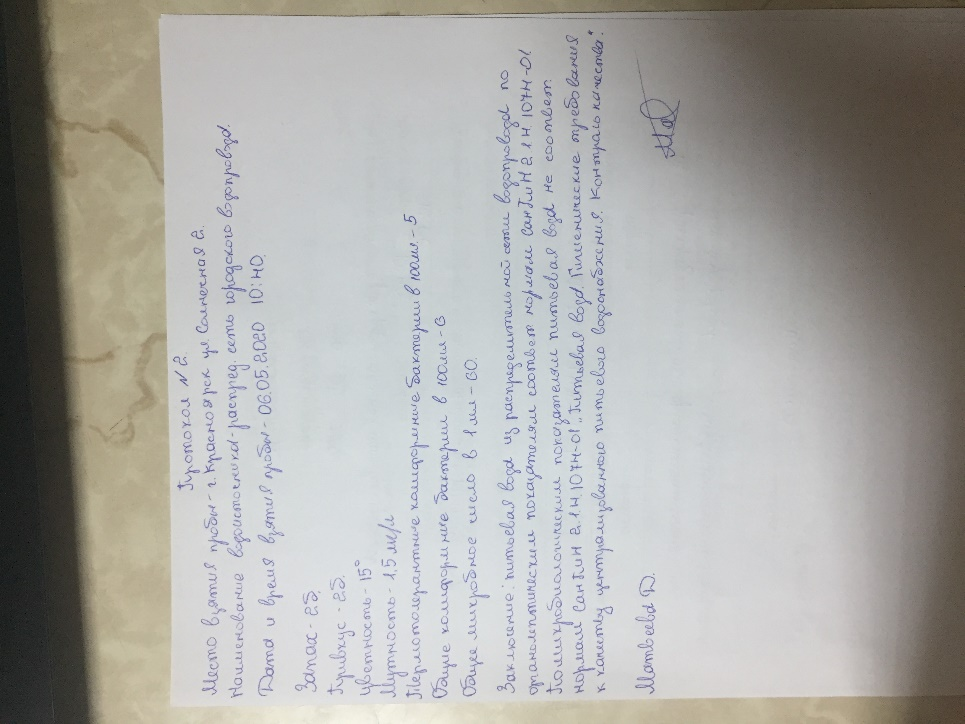 Протокол № 2.
Место взятия пробы - г. Красноярск ул Солнечная 2.
Наименование водоисточника-распред. сеть городского водопровода.
Дата и время взятия пробы - 06.05.2020 10:40.
Запах - 2б.
Привкус - 2б.
Цветность - 15°
Мутность - 1,5 мг/л
Термотолерантные колиформные бактерии в 100мл - 5
Общие колиформные бактерии в 100мл - 6
Общее микробное число в 1 мл - 60.
Заключение: питьевая вода из распределительной сети водопровода по
органолептическим показателям соответ нормам СанПиН 2.1.4.1074-01.
По микробиологическим показателям питьевая вода не соответ.
нормам СанПиН 2.1.4.1074-01 „Питьевая вода. Гигиенические требования
к качеству централизованного питьевого водоснабжения. Контроль качества".
Матвеева Д.